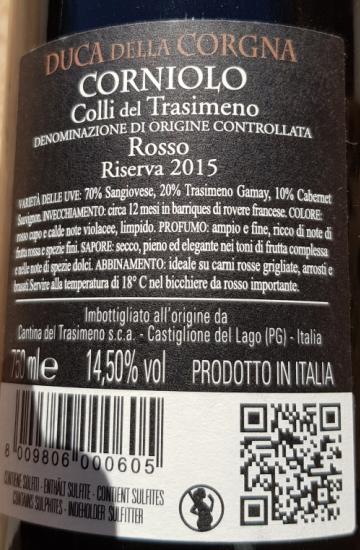 DUCA DELLA CORGNA
CORNIOLO
Colli del Trasimeno
DENOMINAZIONE DI ORIGINE CONTROLLATA
Rosso
Riserva 2015
VARIETÀ DELLE UVE: 70% Sangiovese, 20% Trasimeno Gamay, 10% Cabernet
Sauvignon. INVECCHIAMENTO: circa 12 mesi in barriques di rovere francese. COLORE:
rosso cupo e calde note violacee, limpido. PROFUMO: ampio e fine, ricco di note di
frutta rossa e spezie fini. SAPORE: secco, pieno ed elegante nei toni di frutta complessa
e nelle note di spezie dolci. ABBINAMENTO: ideale su carni rosse grigliate, arrosti e
brasati. Servire alla temperatura di 18° C nel bicchiere da rosso importante.
Imbottigliato all'origine da
Cantina del Trasimeno s.c.a. - Castiglione del Lago (PG) - Italia
750 ml e 14,50% vol PRODOTTO IN ITALIA
8 009806 000605
CONTIENE SOLFITI - ENTHÄLT SULFITE - CONTIENT SULFITES
CONTAINS SULPHITES - INDEHOLDER SULFITTER